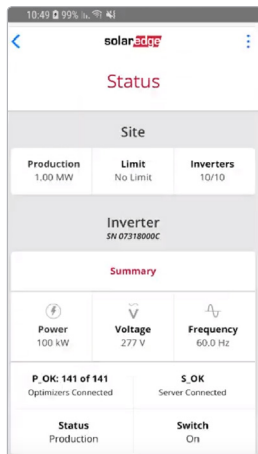 10:49 99%
solaredge
Status
Site
Production Limit Inverters
1.00 MW No Limit 10/10
Inverter
SN 07318000C
Summary
Power Voltage Frequency
100 kW 277 V 60.0 Hz
P_OK: 141 of 141 S_OK
Optimizers Connected Server Connected
Status Switch
Production On